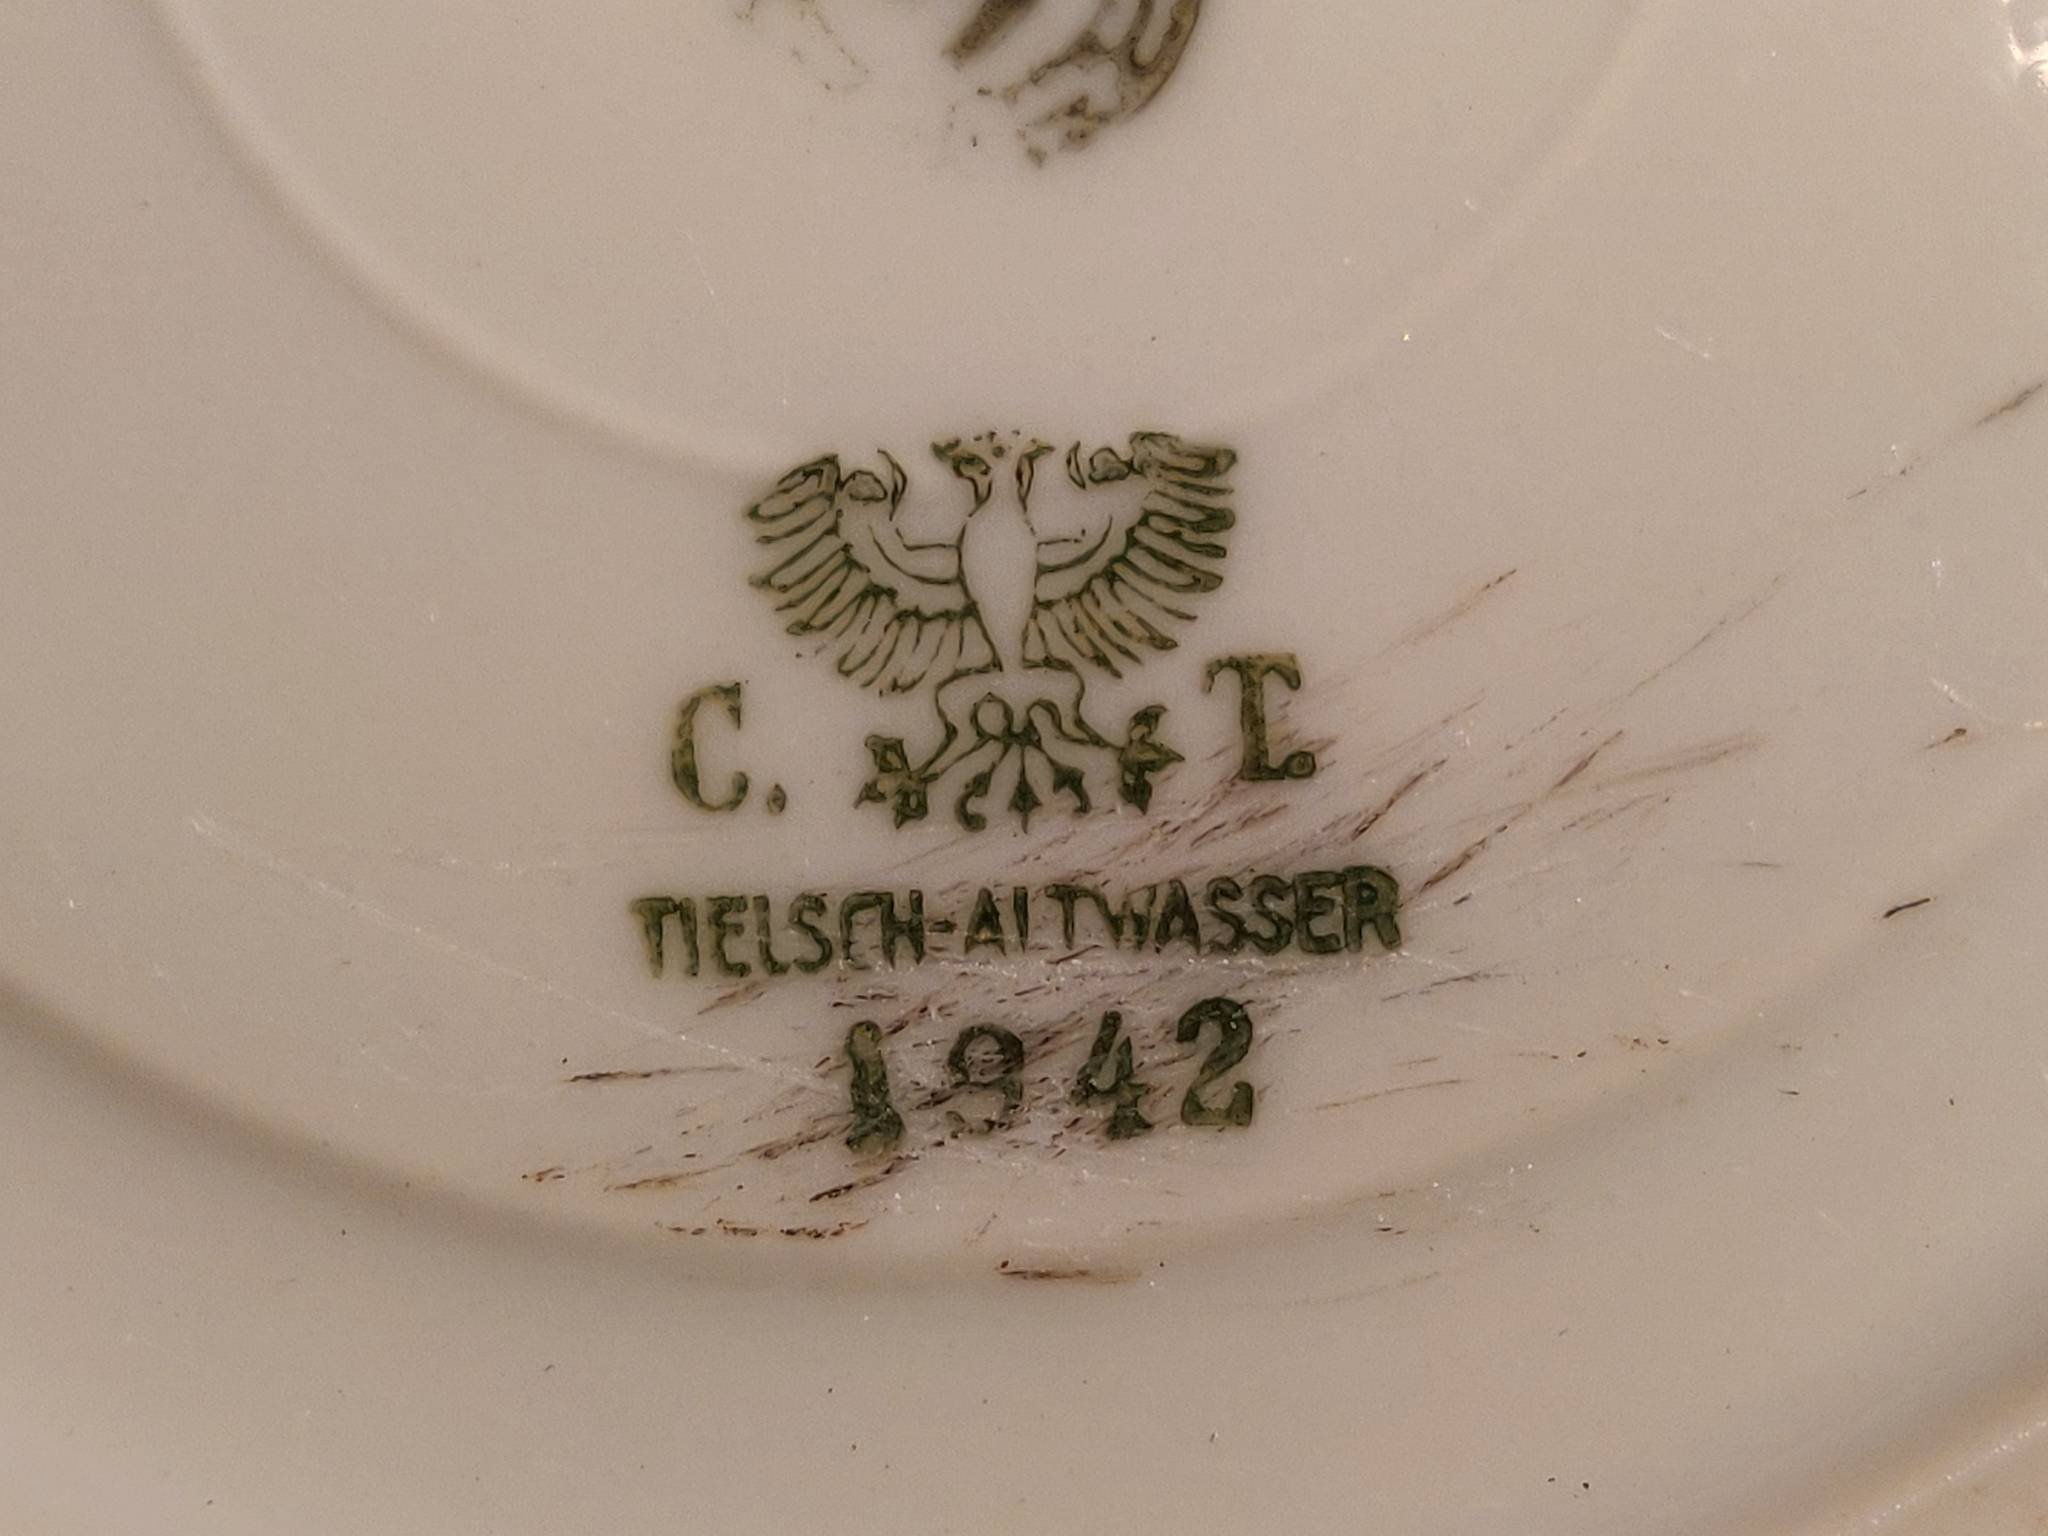 C. T.
TIELSCH-ALTWASSER
1942